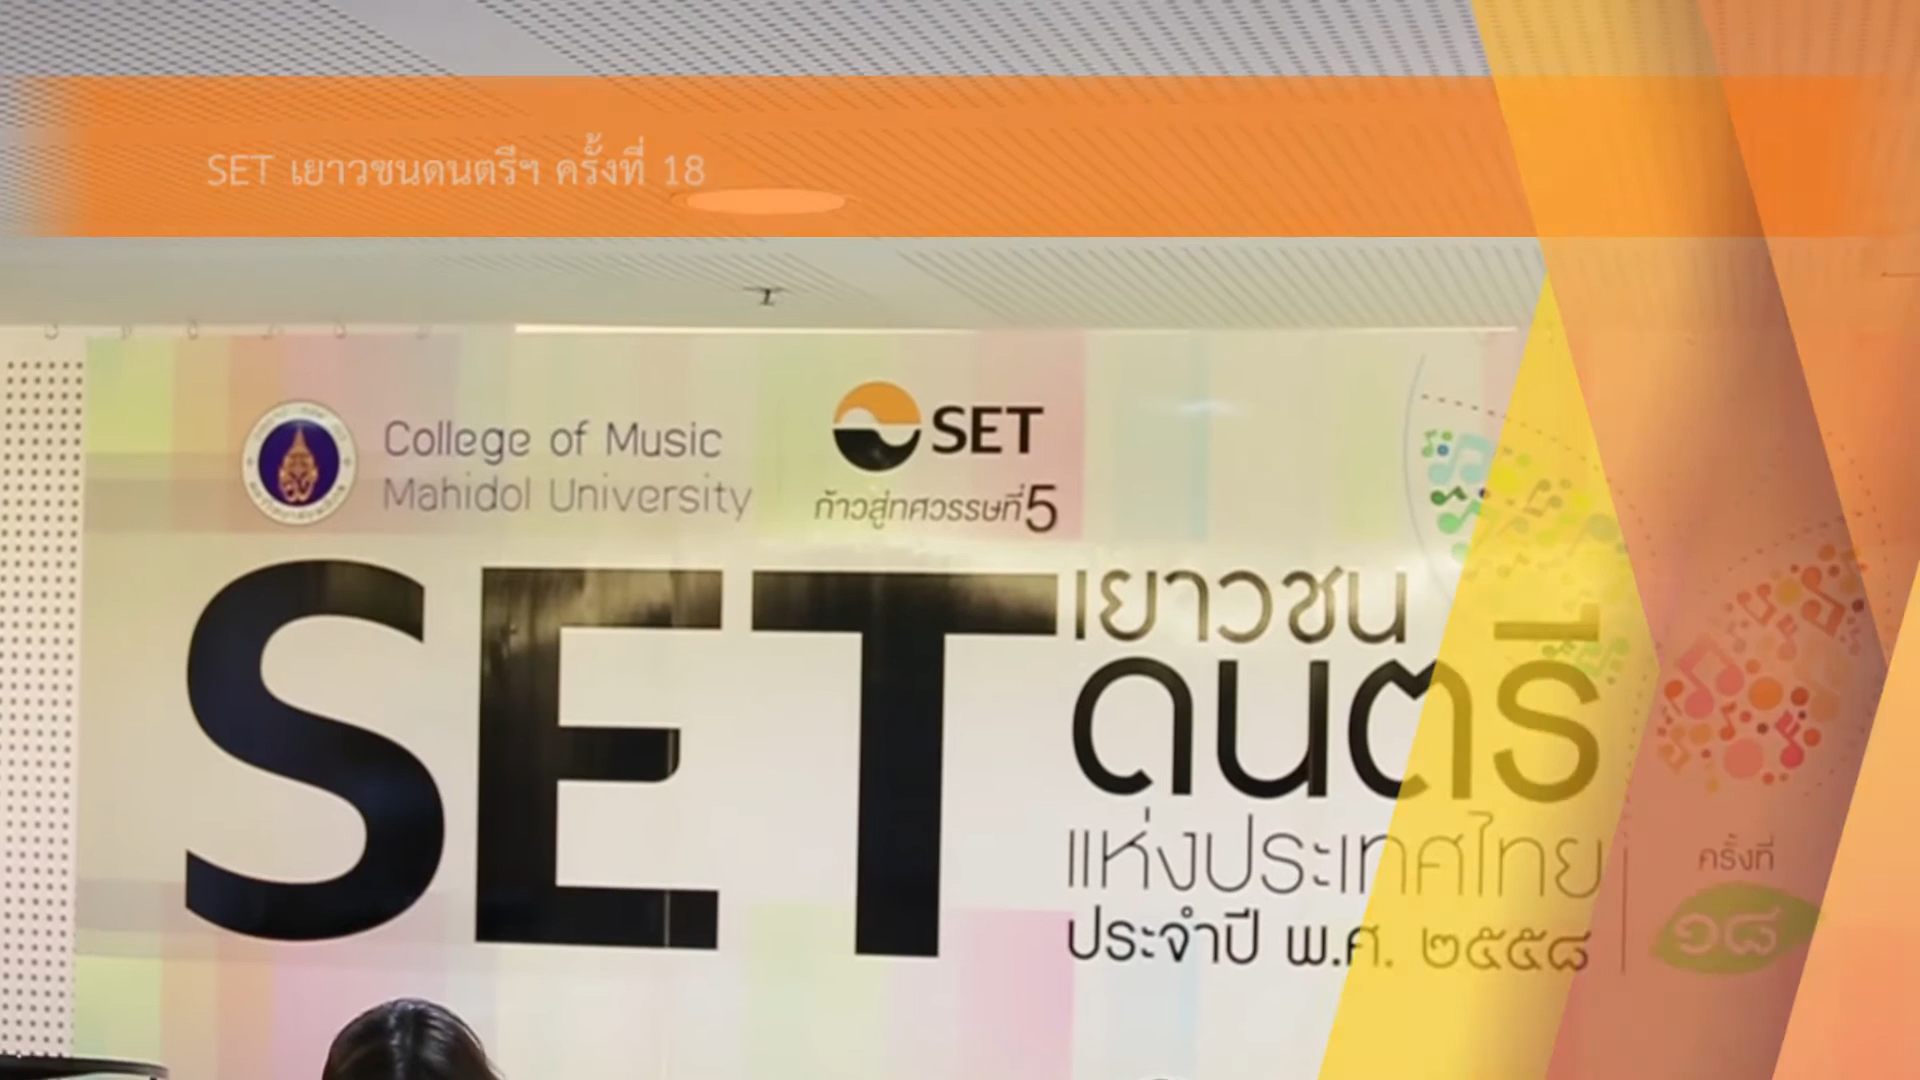 SET เยาวชนดนตรีฯ ครั้งที่ 18
College of Music
Mahidol University
SET
ก้าวสู่ทศวรรษที่ 5
SET
เยาวชน
ดนตรี
แห่งประเทศไทย
ประจำปี พ.ศ. ๒๕๕๘
ครั้งที่
๑๘